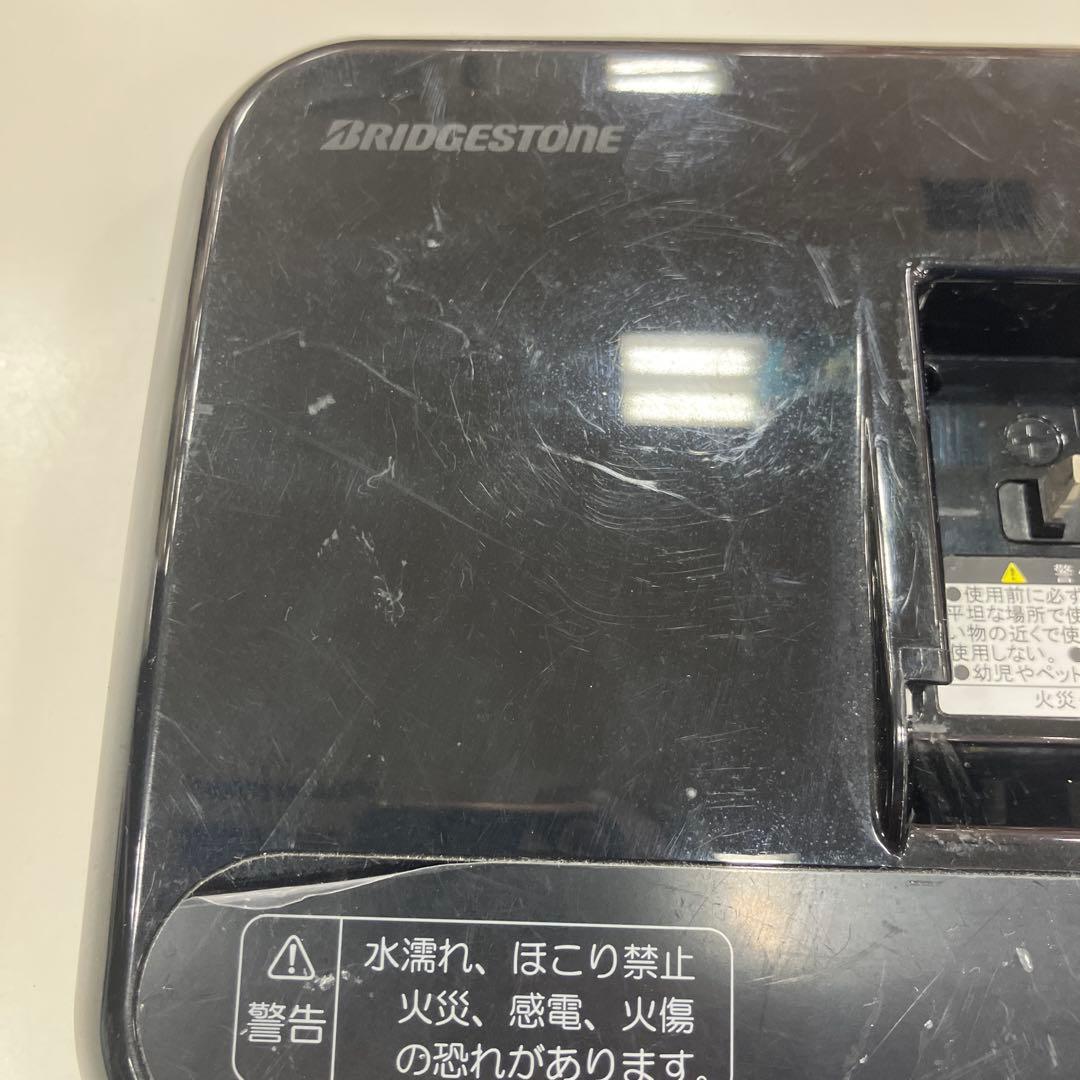 BRIDGESTONE
警
●使用前に必ず
平坦な場所で使
い物の近くで使
使用しない。●
●幼児やペット
火災
警告
水濡れ、ほこり禁止
火災、感電、火傷
の恐れがあります。